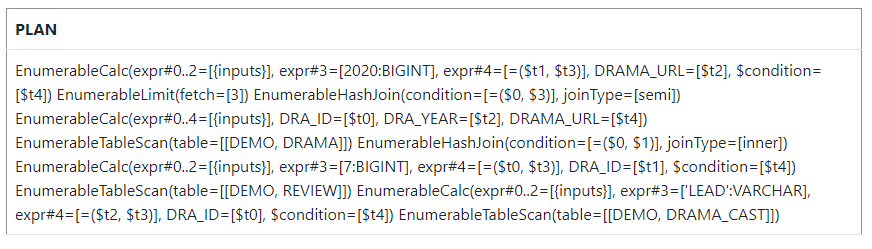 PLAN
EnumerableCalc(expr#0..2=[{inputs}], expr#3=[2020:BIGINT], expr#4=[=($t1, $t3)], DRAMA_URL=[$t2], $condition=
[$t4]) EnumerableLimit(fetch=[3]) EnumerableHashJoin(condition=[=($0, $3)], joinType=[semi])
EnumerableCalc(expr#0..4=[{inputs}], DRA_ID=[$t0], DRA_YEAR=[$t2], DRAMA_URL=[$t4])
EnumerableTableScan(table=[[DEMO, DRAMA]]) EnumerableHashJoin(condition=[=($0, $1)], joinType=[inner])
EnumerableCalc(expr#0..2=[{inputs}], expr#3=[7:BIGINT], expr#4=[=($t0, $t3)], DRA_ID=[$t1], $condition=[$t4])
EnumerableTableScan(table=[[DEMO, REVIEW]]) EnumerableCalc(expr#0..2=[{inputs}], expr#3=['LEAD':VARCHAR],
expr#4=[=($t2, $t3)], DRA_ID=[$t0], $condition=[$t4]) EnumerableTableScan(table=[[DEMO, DRAMA_CAST]])